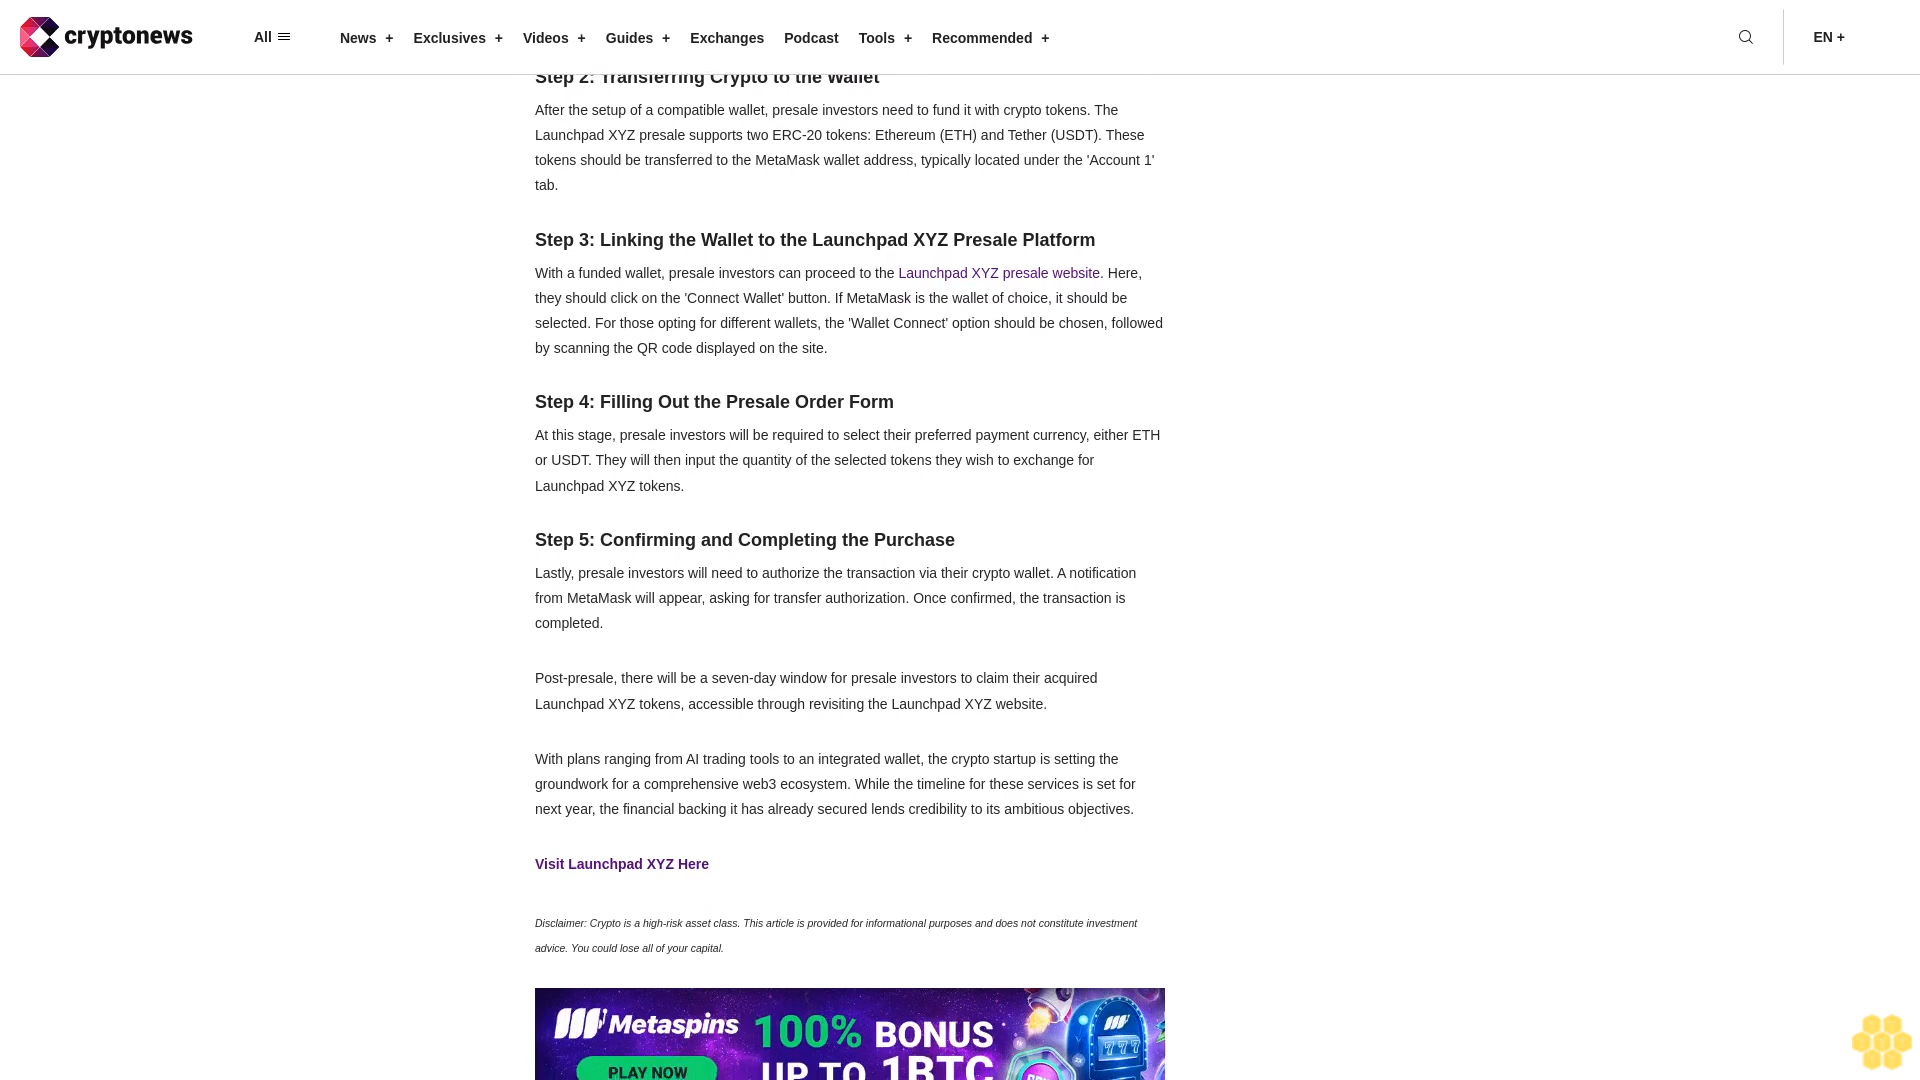 cryptonews
All
News +
Exclusives +
Videos +
Guides +
Exchanges
Podcast
Tools +
Recommended +
EN +
Step 2: Transferring Crypto to the Wallet
After the setup of a compatible wallet, presale investors need to fund it with crypto tokens. The
Launchpad XYZ presale supports two ERC-20 tokens: Ethereum (ETH) and Tether (USDT). These
tokens should be transferred to the MetaMask wallet address, typically located under the 'Account 1'
tab.
Step 3: Linking the Wallet to the Launchpad XYZ Presale Platform
With a funded wallet, presale investors can proceed to the Launchpad XYZ presale website. Here,
they should click on the 'Connect Wallet' button. If MetaMask is the wallet of choice, it should be
selected. For those opting for different wallets, the 'Wallet Connect' option should be chosen, followed
by scanning the QR code displayed on the site.
Step 4: Filling Out the Presale Order Form
At this stage, presale investors will be required to select their preferred payment currency, either ETH
or USDT. They will then input the quantity of the selected tokens they wish to exchange for
Launchpad XYZ tokens.
Step 5: Confirming and Completing the Purchase
Lastly, presale investors will need to authorize the transaction via their crypto wallet. A notification
from MetaMask will appear, asking for transfer authorization. Once confirmed, the transaction is
completed.
Post-presale, there will be a seven-day window for presale investors to claim their acquired
Launchpad XYZ tokens, accessible through revisiting the Launchpad XYZ website.
With plans ranging from AI trading tools to an integrated wallet, the crypto startup is setting the
groundwork for a comprehensive web3 ecosystem. While the timeline for these services is set for
next year, the financial backing it has already secured lends credibility to its ambitious objectives.
Visit Launchpad XYZ Here
Disclaimer: Crypto is a high-risk asset class. This article is provided for informational purposes and does not constitute investment
advice. You could lose all of your capital.
Metaspins
100% BONUS
UP TO 1BTC
PLAY NOW
777